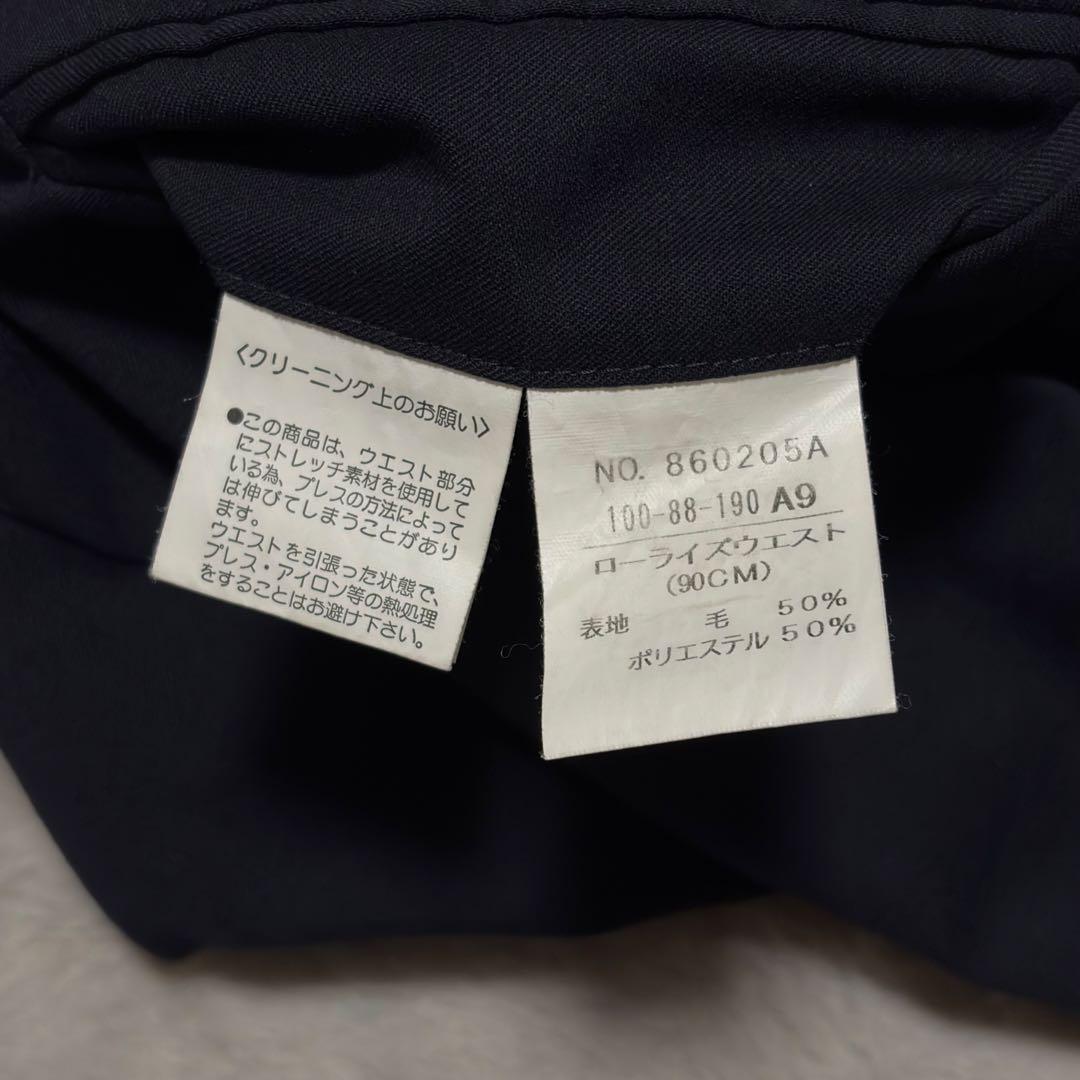 〈クリーニング上のお願い〉
●この商品は、ウエスト部分
にストレッチ素材を使用して
いる為、プレスの方法によって
は伸びてしまうことがあり
ます。
ウエストを引張った状態で、
プレス・アイロン等の熱処理
をすることはお避け下さい。
NO. 860205A
100-88-190 A9
ローライズウエスト
(90CM)
表地 毛 50%
ポリエステル 50%